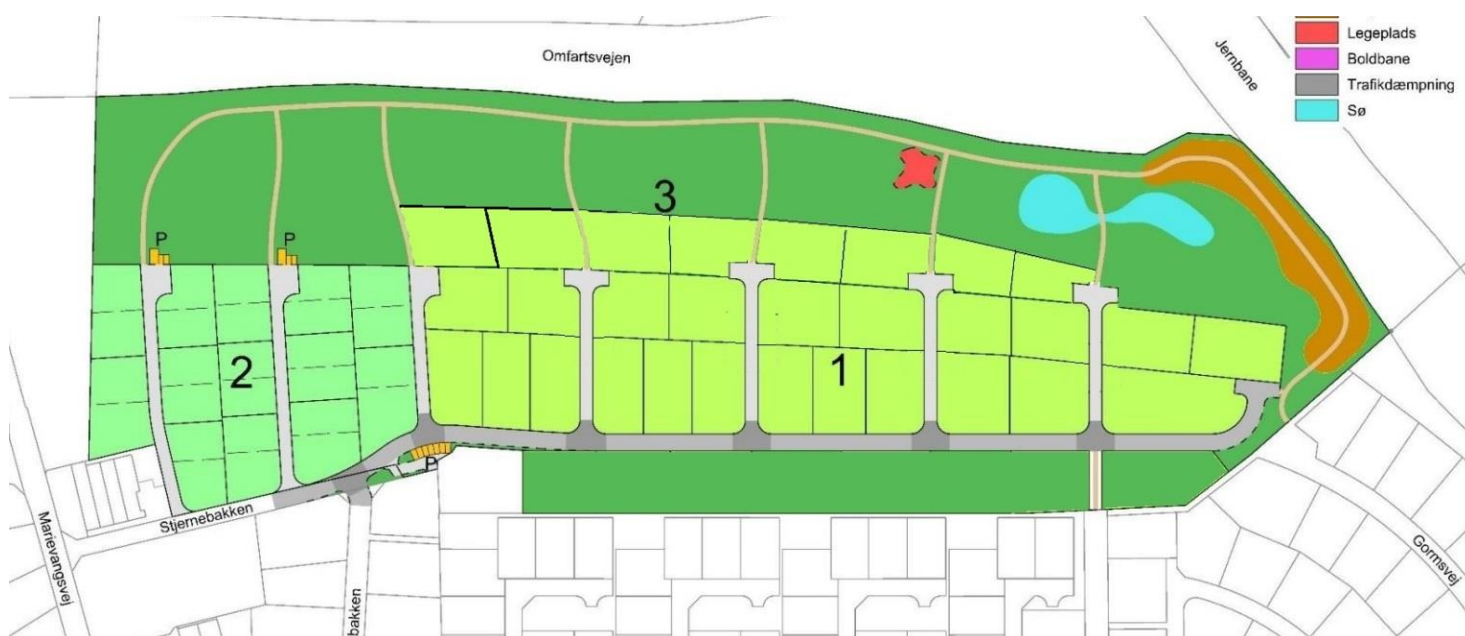 Omfartsvejen
Jernbane
Legeplads
Boldbane
Trafikdæmpning
Sø
3
P
P
2
1
P
Stjernebakken
Marievangsvej
bakken
Gormsvej